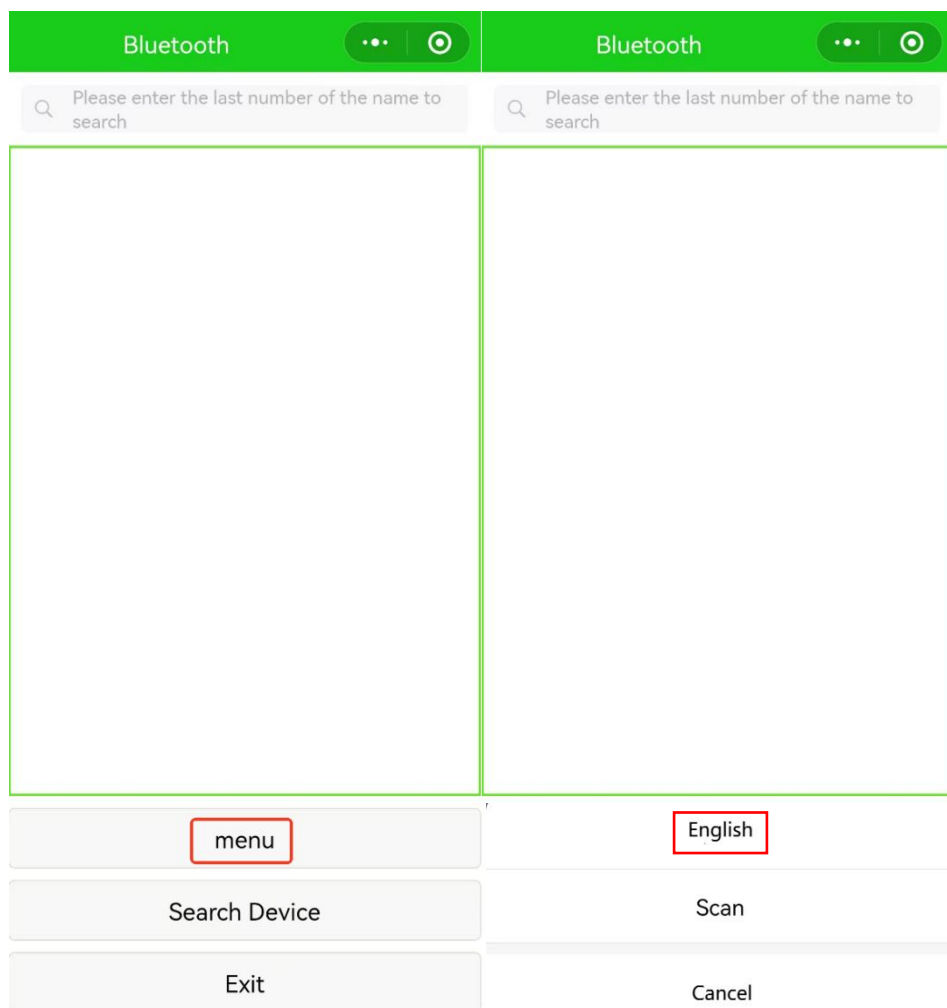 Bluetooth
Please enter the last number of the name to
search
menu
Search Device
Exit
Bluetooth
Please enter the last number of the name to
search
English
Scan
Cancel